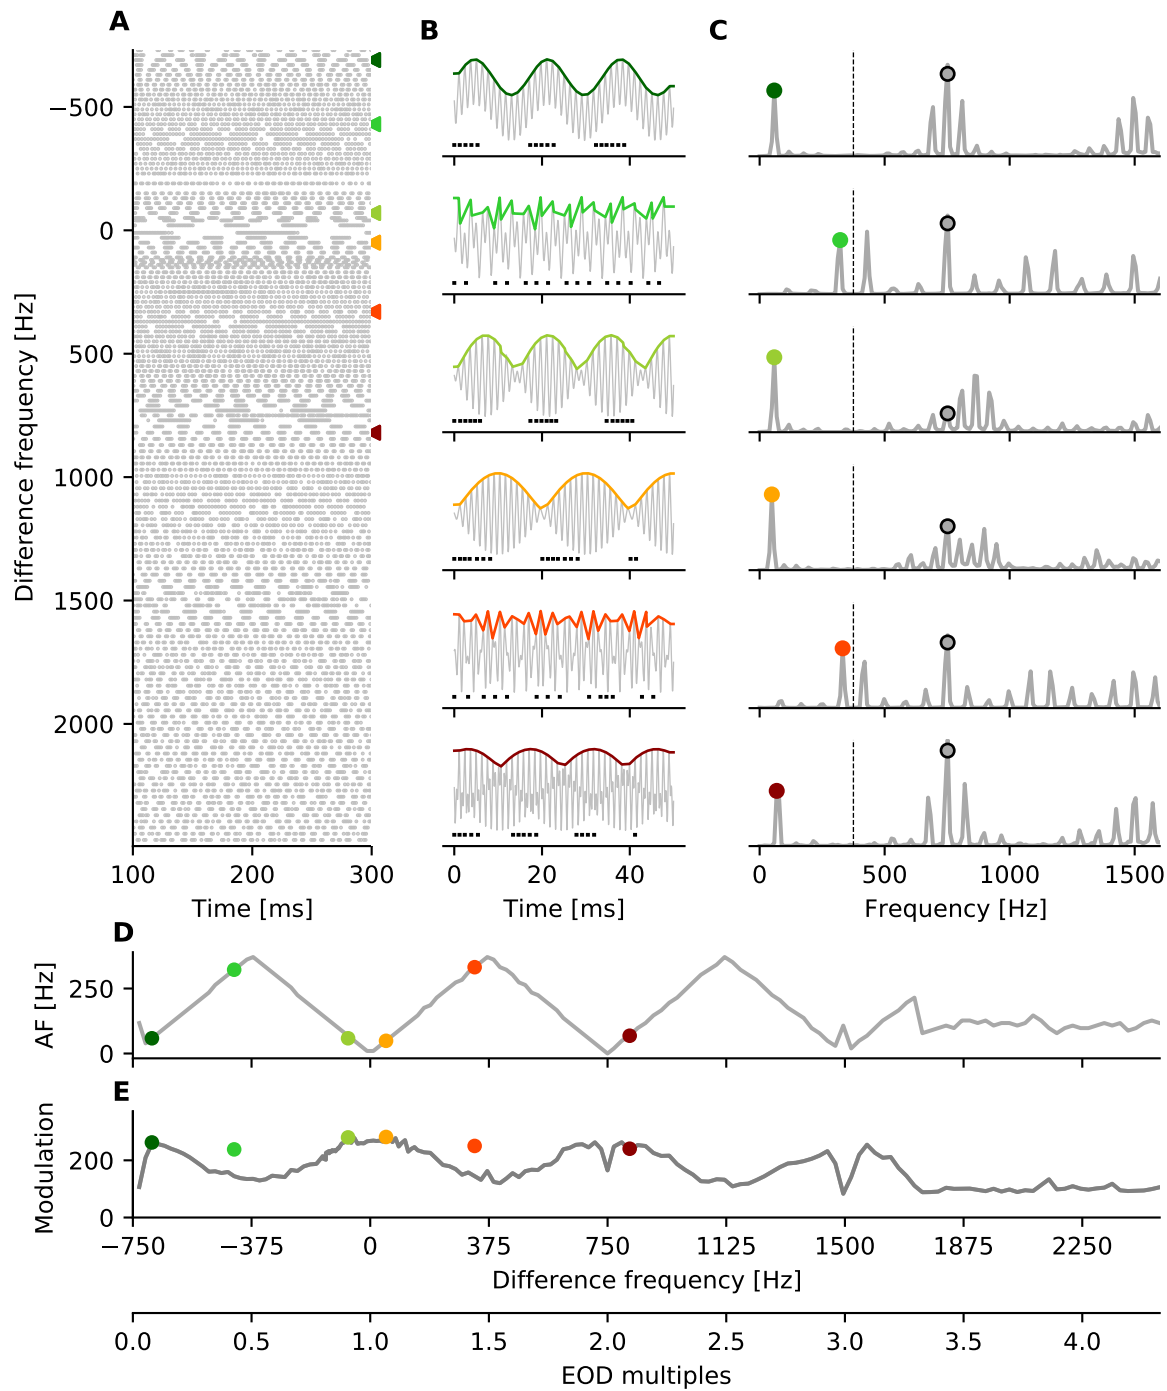 A
B
C
−500
0
500
1000
1500
2000
Difference frequency [Hz]
100
200
300
Time [ms]
0
20
40
Time [ms]
0
500
1000
1500
Frequency [Hz]
D
250
0
AF [Hz]
E
200
0
Modulation
−750
−375
0
375
750
1125
1500
1875
2250
Difference frequency [Hz]
0.0
0.5
1.0
1.5
2.0
2.5
3.0
3.5
4.0
EOD multiples